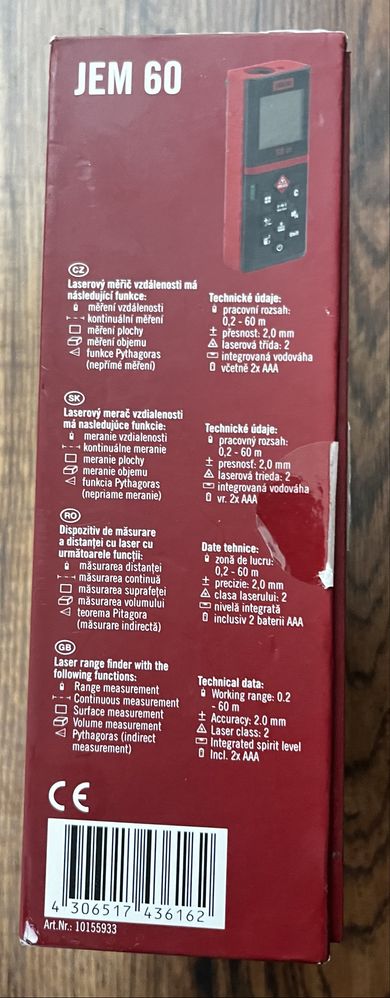 JEM 60
CZ
Laserový měřič vzdálenosti má
následující funkce:
měření vzdálenosti
kontinuální měření
měření plochy
měření objemu
funkce Pythagoras
(nepřímé měření)
Technické údaje:
pracovní rozsah:
0,2 - 60 m
přesnost: 2,0 mm
laserová třída: 2
integrovaná vodováha
včetně 2x AAA
SK
Laserový merač vzdialenosti
má nasledujúce funkcie:
meranie vzdialenosti
kontinuálne meranie
meranie plochy
meranie objemu
funkcia Pythagoras
(nepriame meranie)
Technické údaje:
pracovný rozsah:
0,2 - 60 m
presnosť: 2,0 mm
laserová trieda: 2
integrovaná vodováha
vr. 2x AAA
RO
Dispozitiv de măsurare
a distanței cu laser cu
următoarele funcții:
măsurarea distanței
măsurarea continuă
măsurarea suprafeței
măsurarea volumului
teorema Pitagora
(măsurare indirectă)
Date tehnice:
zonă de lucru:
0,2 - 60 m
precizie: 2,0 mm
clasa laserului: 2
nivelă integrată
inclusiv 2 baterii AAA
GB
Laser range finder with the
following functions:
Range measurement
Continuous measurement
Surface measurement
Volume measurement
Pythagoras (indirect
measurement)
Technical data:
Working range: 0.2
- 60 m
Accuracy: 2.0 mm
Laser class: 2
Integrated spirit level
Incl. 2x AAA
CE
4 306517 436162
Art.Nr.: 10155933